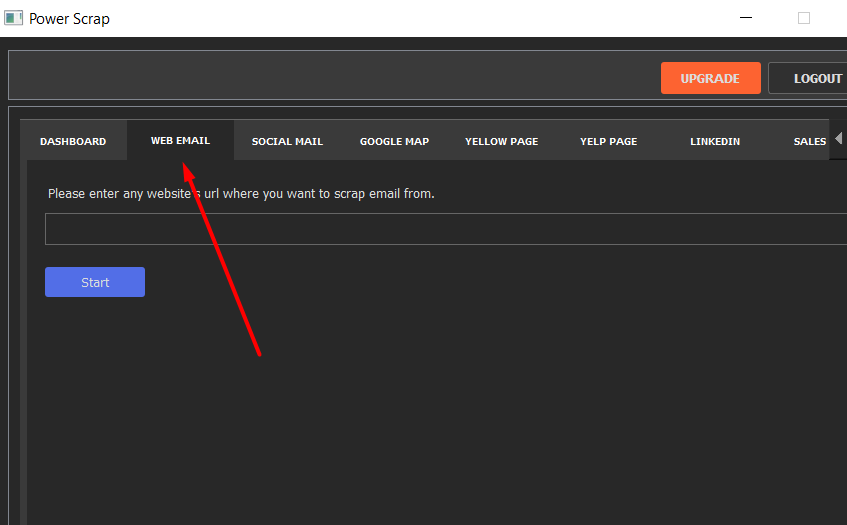 Power Scrap
UPGRADE
LOGOUT
DASHBOARD
WEB EMAIL
SOCIAL MAIL
GOOGLE MAP
YELLOW PAGE
YELP PAGE
LINKEDIN
SALES
Please enter any website's url where you want to scrap email from.
Start